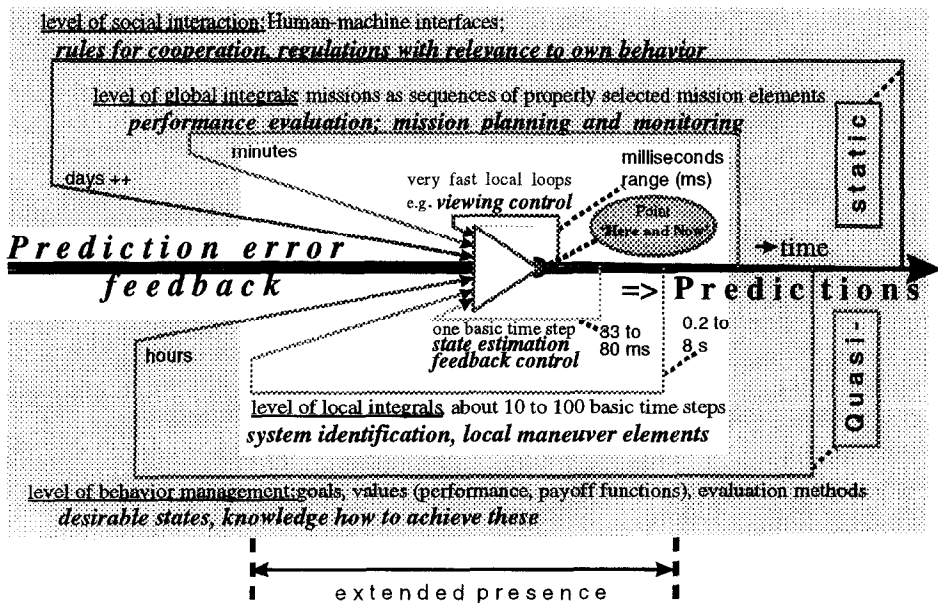 level of social interaction: Human-machine interfaces;
rules for cooperation, regulations with relevance to own behavior
level of global integrals: missions as sequences of properly selected mission elements
performance evaluation; mission planning and monitoring
static
minutes
milliseconds
range (ms)
days ++
very fast local loops
e.g. viewing control
Point
"Here and Now"
Prediction error
time
feedback
=> Predictions
one basic time step
state estimation
feedback control
33 to
80 ms
0.2 to
8 s
hours
Quasi-
level of local integrals, about 10 to 100 basic time steps
system identification, local maneuver elements
level of behavior management: goals, values (performance, payoff functions), evaluation methods
desirable states, knowledge how to achieve these
extended presence